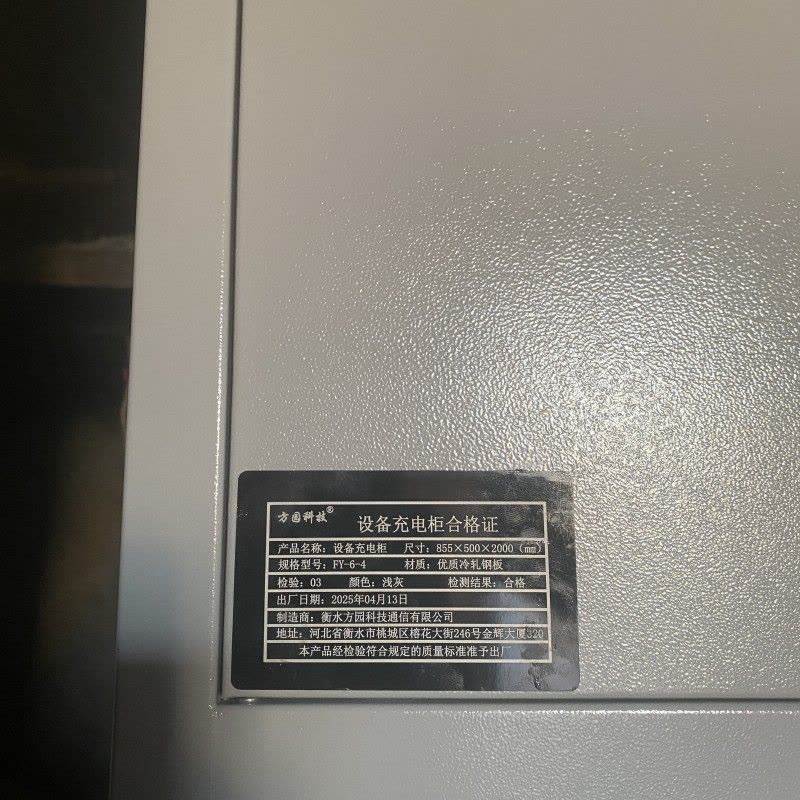 方园科技®
设备充电柜合格证
产品名称：设备充电柜 尺寸：855×500×2000（mm）
规格型号：FY-6-4 材质：优质冷轧钢板
检验：03 颜色：浅灰 检测结果：合格
出厂日期：2025年04月13日
制造商：衡水方园科技通信有限公司
地址：河北省衡水市桃城区榕花大街246号金辉大厦320
本产品经检验符合规定的质量标准准予出厂